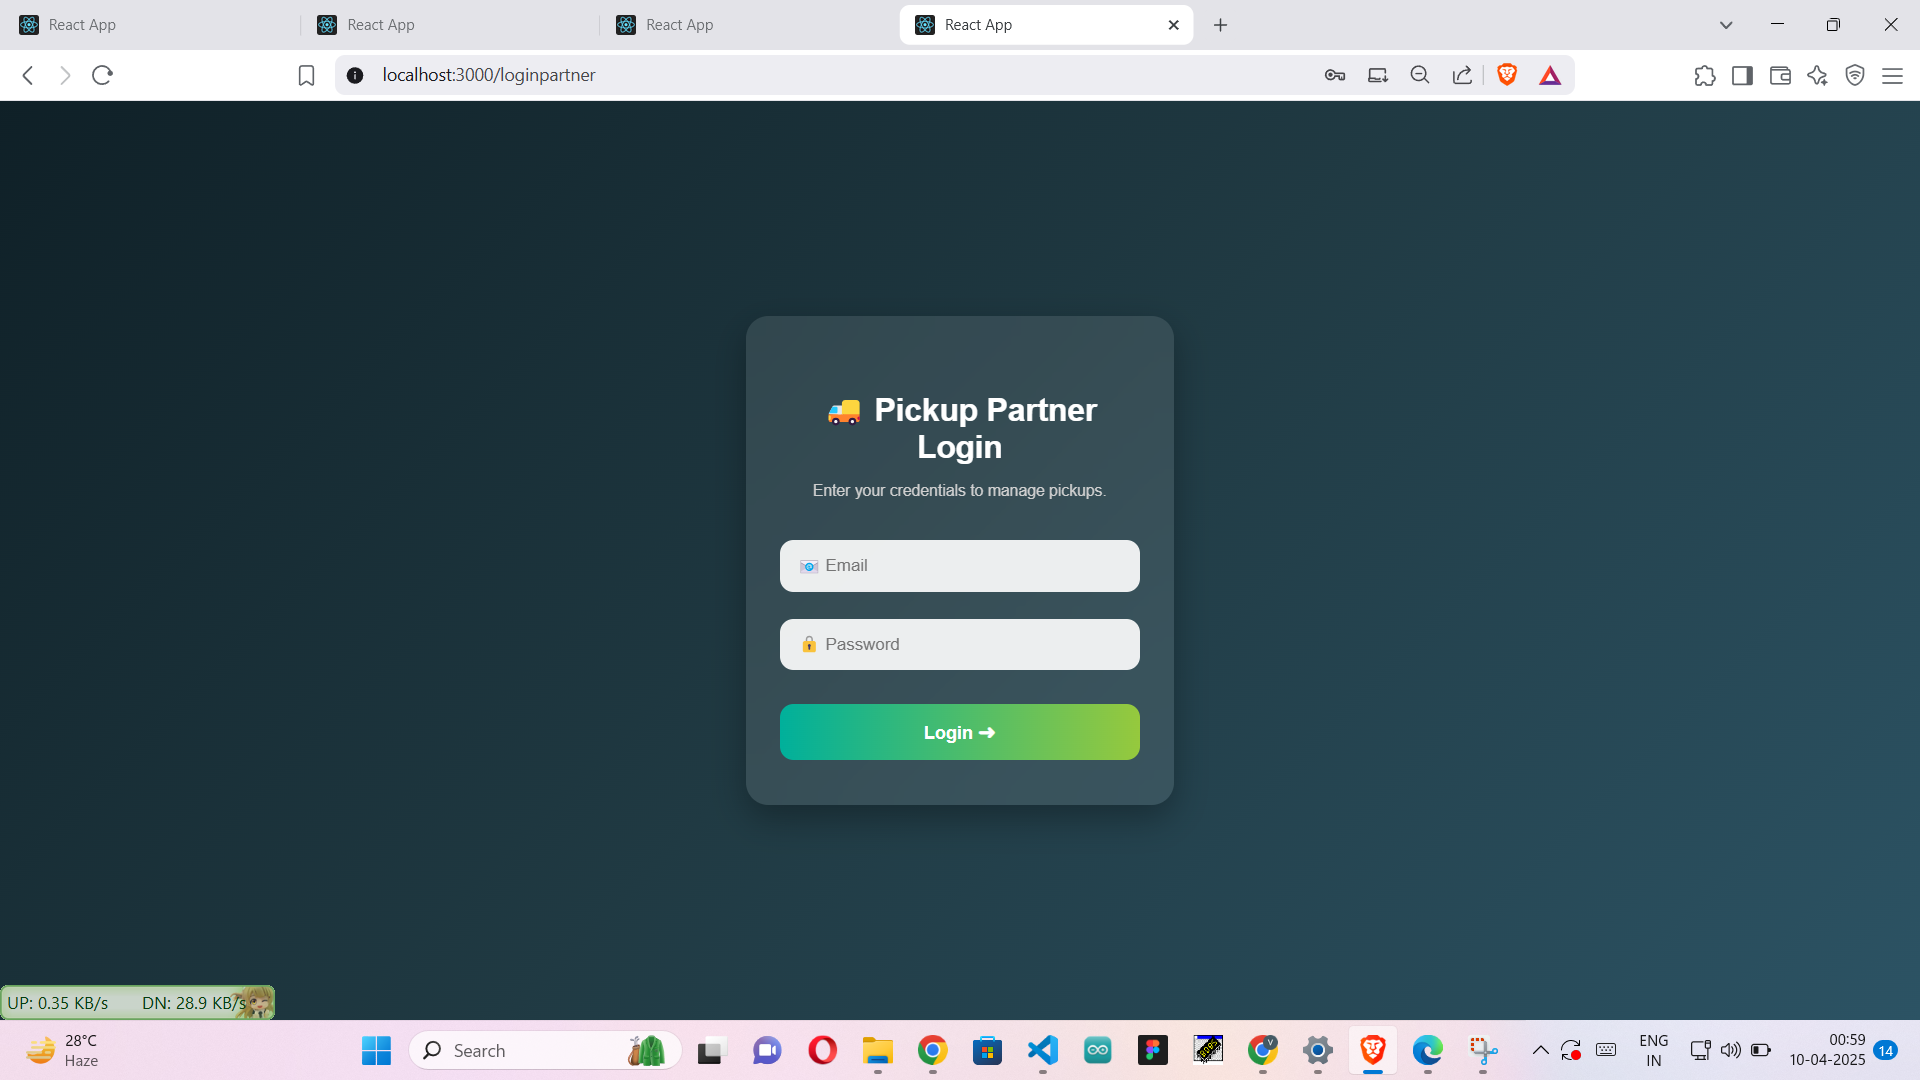 React App
React App
React App
React App
localhost:3000/loginpartner
🚚 Pickup Partner
Login
Enter your credentials to manage pickups.
📧 Email
🔒 Password
Login ➜
UP: 0.35 KB/s DN: 28.9 KB/s
28°C
Haze
Search
ENG
IN
00:59
10-04-2025
14